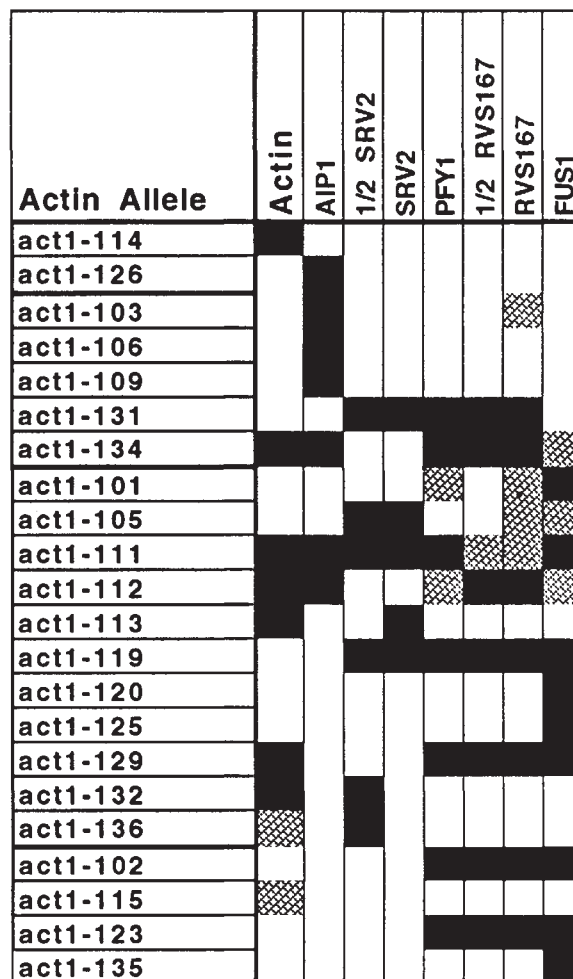 Actin Allele
Actin
AIP1
1/2 SRV2
SRV2
PFY1
1/2 RVS167
RVS167
FUS1
act1-114
act1-126
act1-103
act1-106
act1-109
act1-131
act1-134
act1-101
act1-105
act1-111
act1-112
act1-113
act1-119
act1-120
act1-125
act1-129
act1-132
act1-136
act1-102
act1-115
act1-123
act1-135